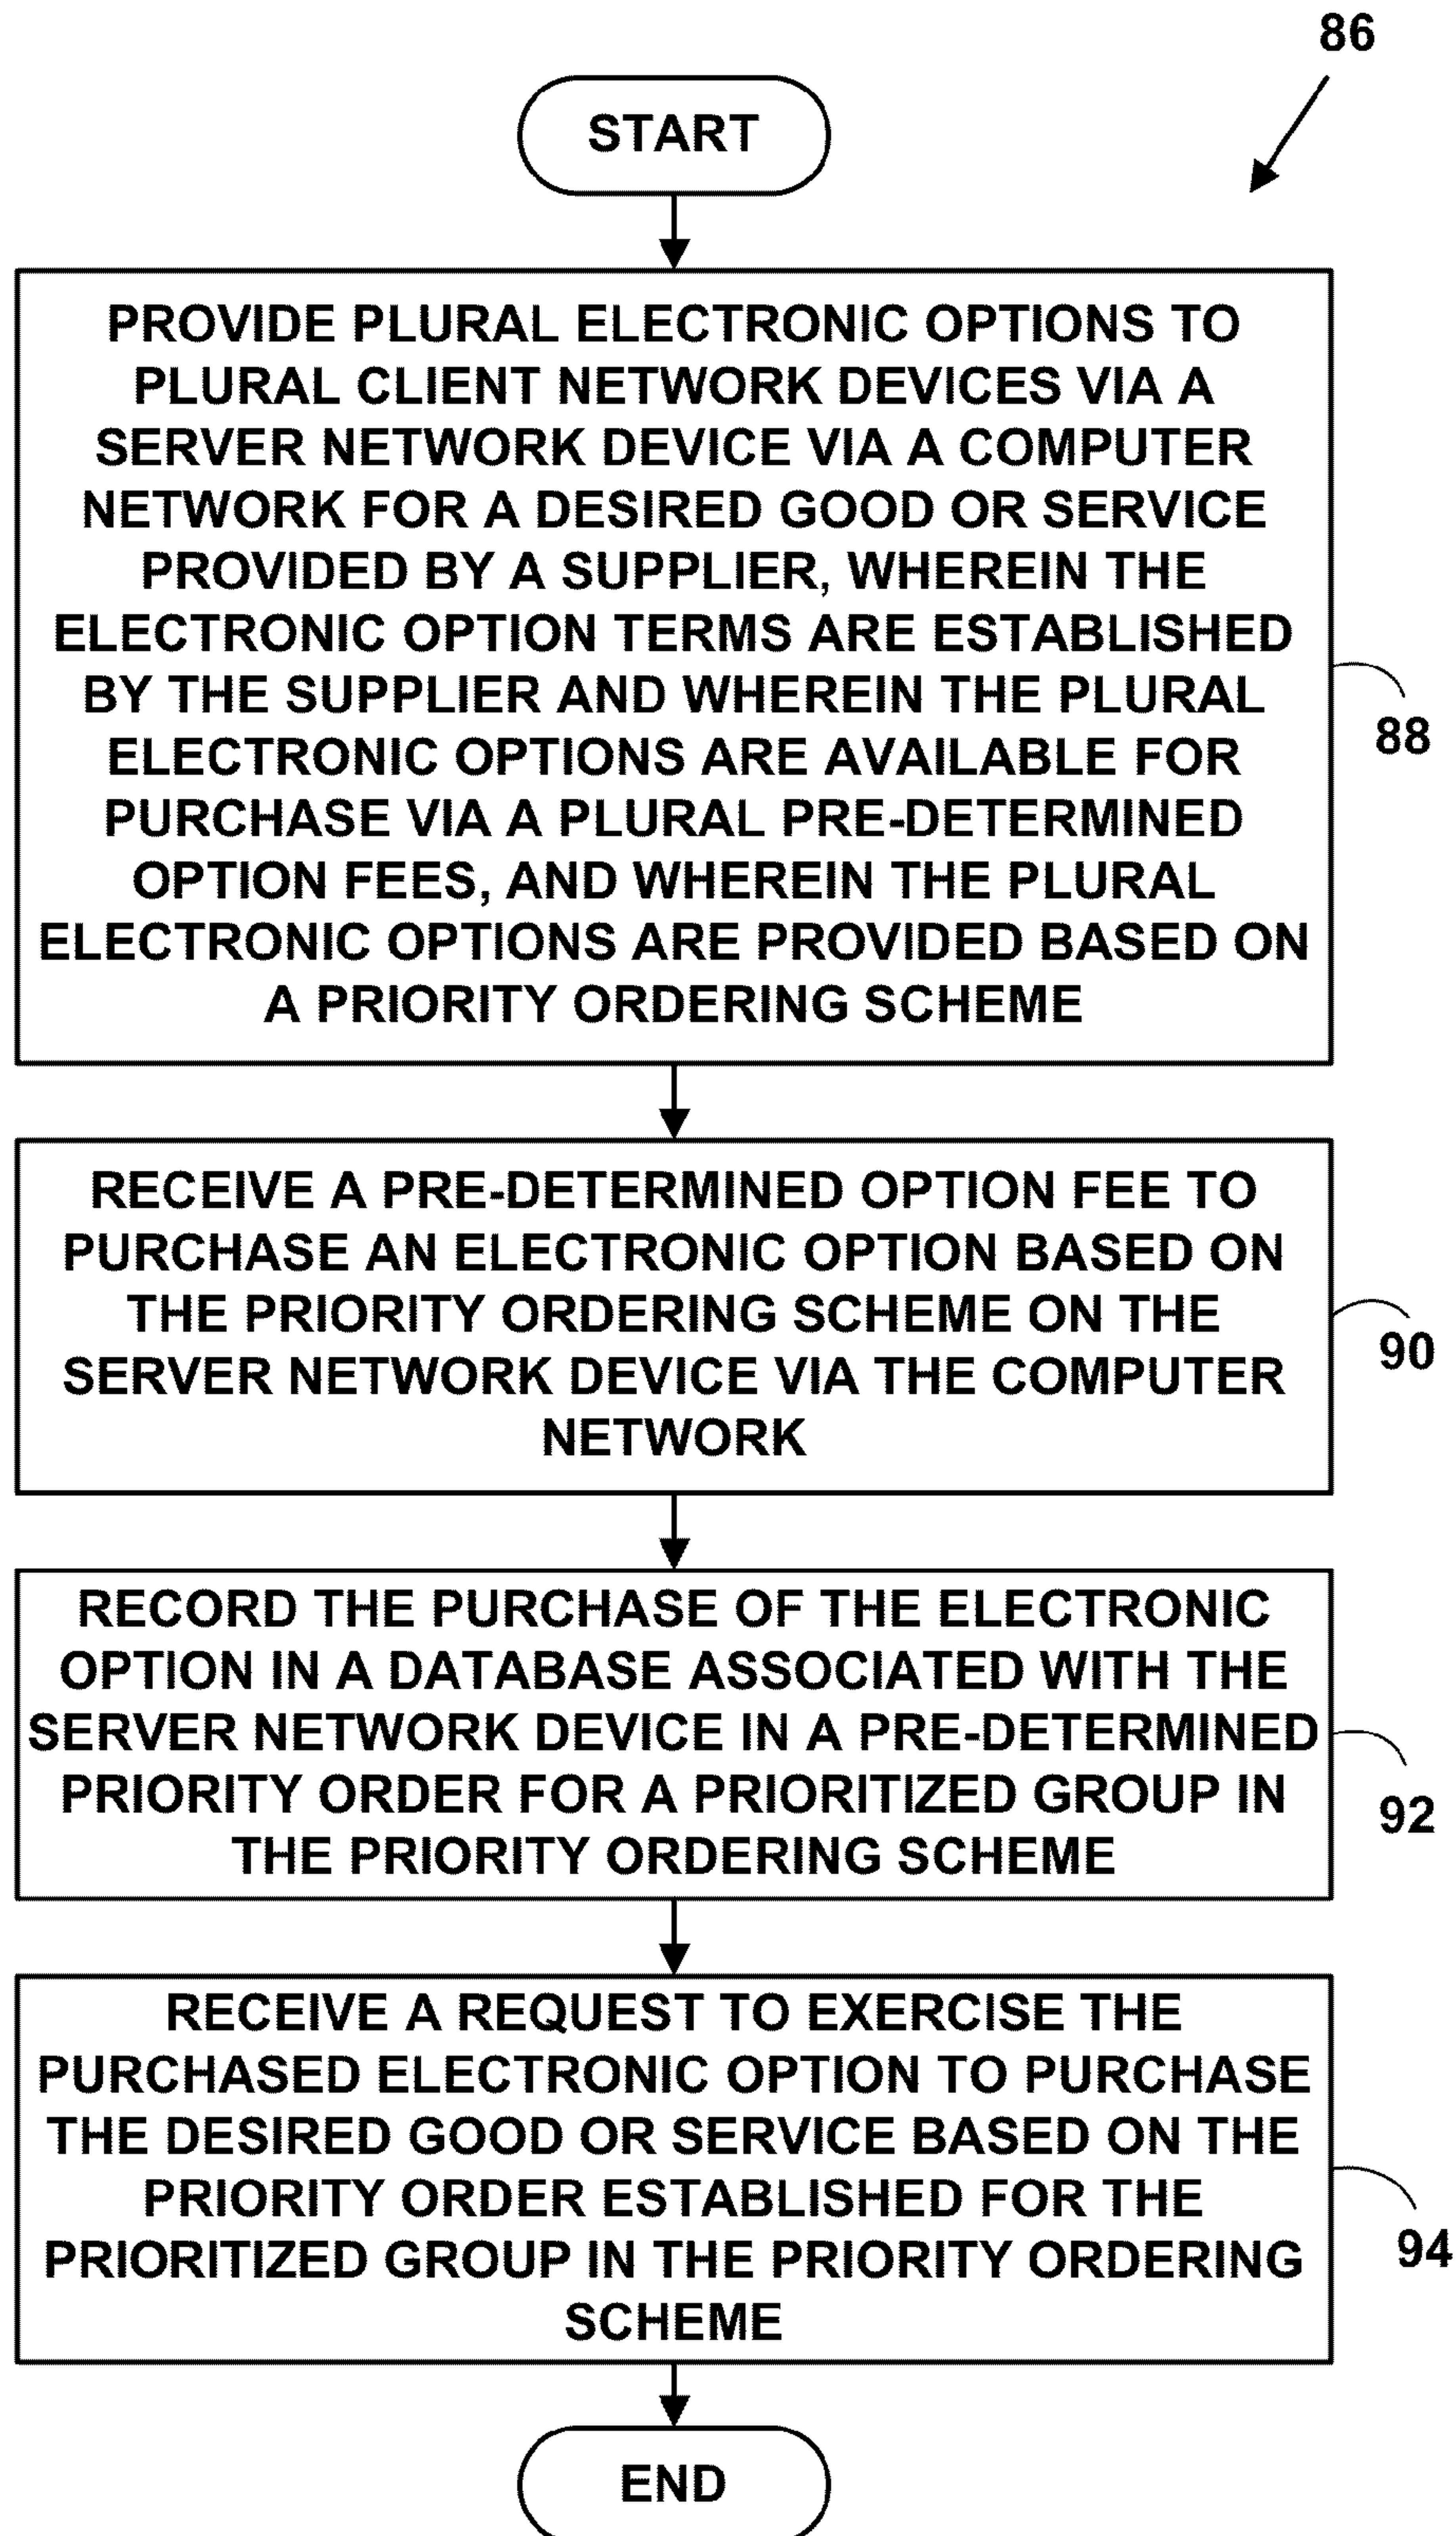 86
START
PROVIDE PLURAL ELECTRONIC OPTIONS TO
PLURAL CLIENT NETWORK DEVICES VIA A
SERVER NETWORK DEVICE VIA A COMPUTER
NETWORK FOR A DESIRED GOOD OR SERVICE
PROVIDED BY A SUPPLIER, WHEREIN THE
ELECTRONIC OPTION TERMS ARE ESTABLISHED
BY THE SUPPLIER AND WHEREIN THE PLURAL
ELECTRONIC OPTIONS ARE AVAILABLE FOR
PURCHASE VIA A PLURAL PRE-DETERMINED
OPTION FEES, AND WHEREIN THE PLURAL
ELECTRONIC OPTIONS ARE PROVIDED BASED ON
A PRIORITY ORDERING SCHEME
88
RECEIVE A PRE-DETERMINED OPTION FEE TO
PURCHASE AN ELECTRONIC OPTION BASED ON
THE PRIORITY ORDERING SCHEME ON THE
SERVER NETWORK DEVICE VIA THE COMPUTER
NETWORK
90
RECORD THE PURCHASE OF THE ELECTRONIC
OPTION IN A DATABASE ASSOCIATED WITH THE
SERVER NETWORK DEVICE IN A PRE-DETERMINED
PRIORITY ORDER FOR A PRIORITIZED GROUP IN
THE PRIORITY ORDERING SCHEME
92
RECEIVE A REQUEST TO EXERCISE THE
PURCHASED ELECTRONIC OPTION TO PURCHASE
THE DESIRED GOOD OR SERVICE BASED ON THE
PRIORITY ORDER ESTABLISHED FOR THE
PRIORITIZED GROUP IN THE PRIORITY ORDERING
SCHEME
94
END